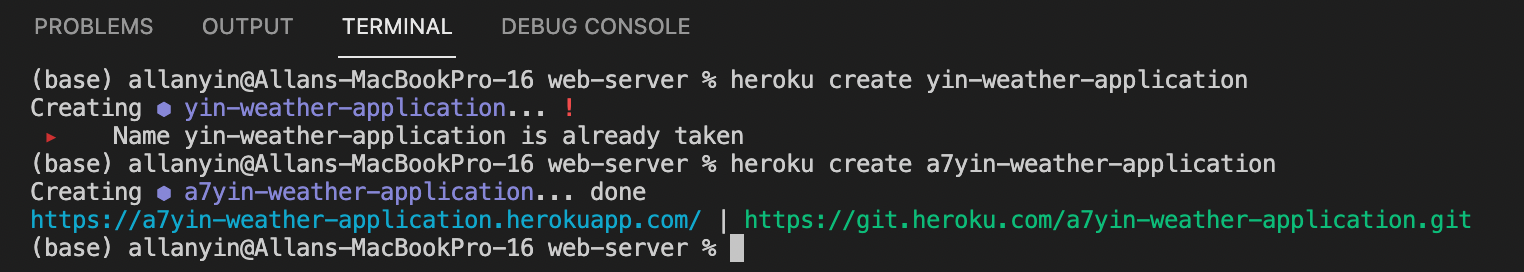 PROBLEMS OUTPUT TERMINAL DEBUG CONSOLE
(base) allanyin@Allans-MacBookPro-16 web-server % heroku create yin-weather-application
Creating ⬢ yin-weather-application... !
▸    Name yin-weather-application is already taken
(base) allanyin@Allans-MacBookPro-16 web-server % heroku create a7yin-weather-application
Creating ⬢ a7yin-weather-application... done
https://a7yin-weather-application.herokuapp.com/ | https://git.heroku.com/a7yin-weather-application.git
(base) allanyin@Allans-MacBookPro-16 web-server %